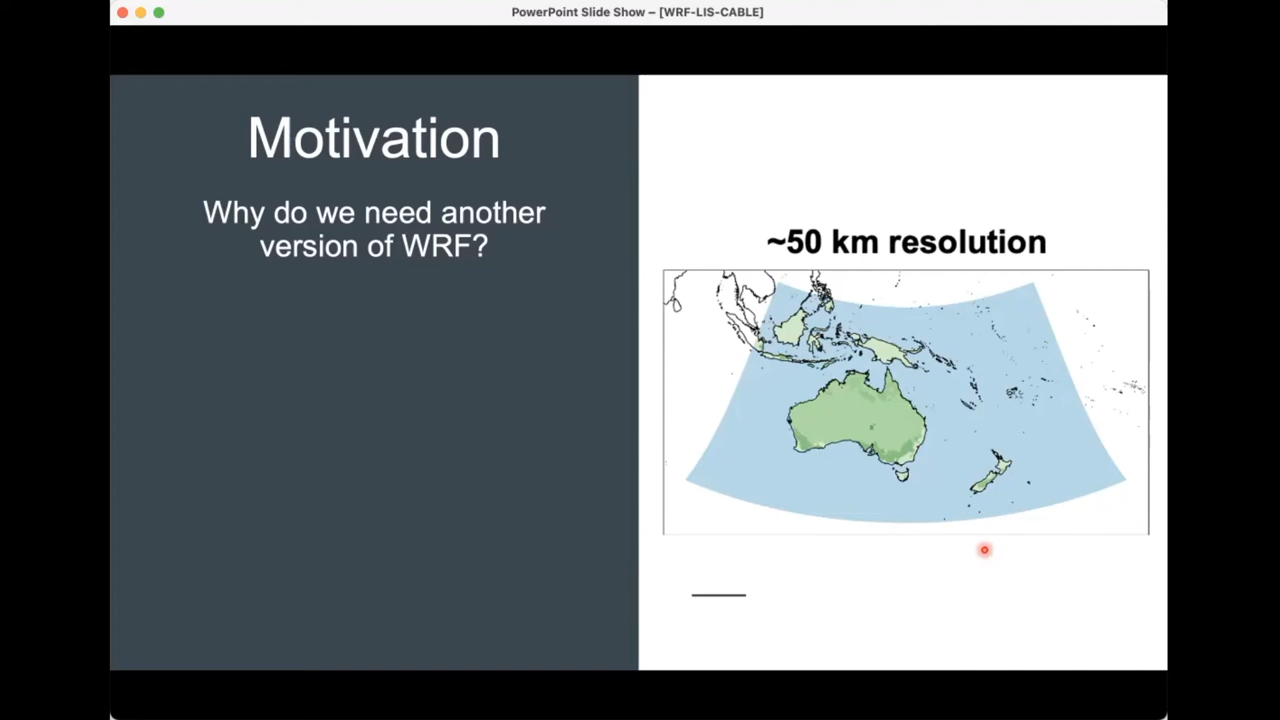 PowerPoint Slide Show – [WRF-LIS-CABLE]
Motivation
Why do we need another
version of WRF?
~50 km resolution